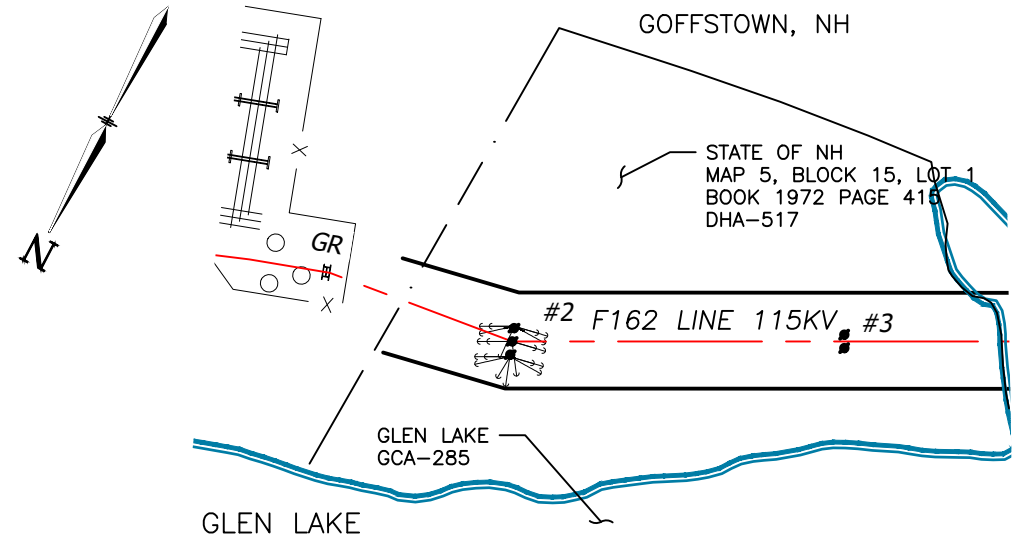 GOFFSTOWN, NH
STATE OF NH
MAP 5, BLOCK 15, LOT 1
BOOK 1972 PAGE 415
DHA-517
N
GR
#2
F162 LINE 115KV
#3
GLEN LAKE
GCA-285
GLEN LAKE